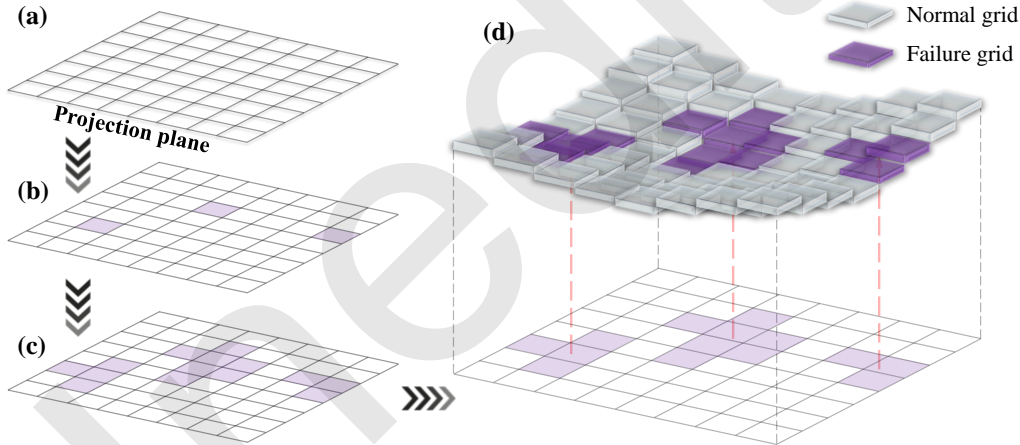 (a)
Projection plane
(b)
(c)
(d)
Normal grid
Failure grid